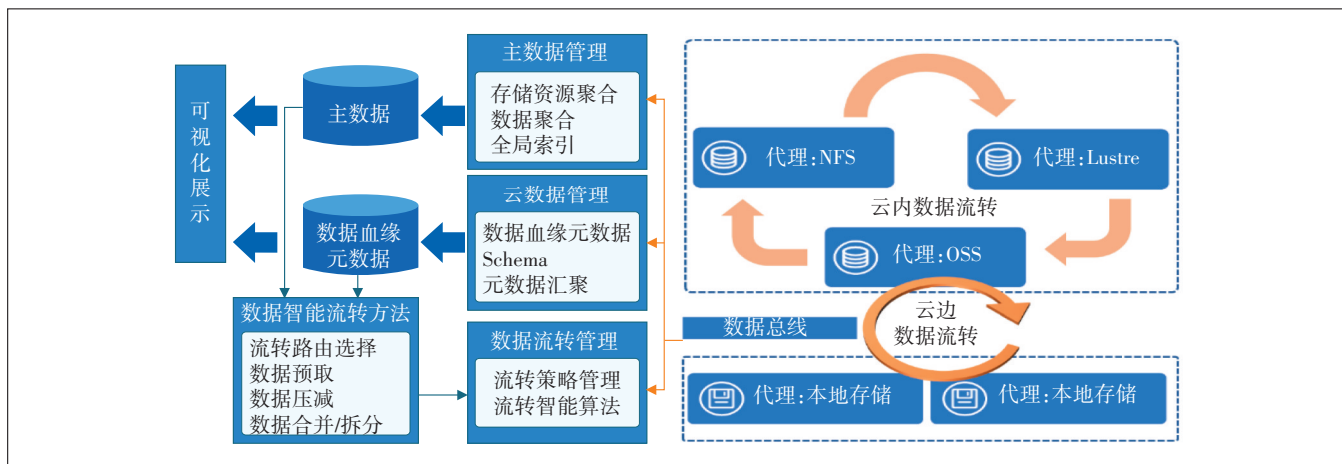 可视化展示
主数据
数据血缘
元数据
数据智能流转方法
流转路由选择
数据预取
数据压减
数据合并/拆分
主数据管理
存储资源聚合
数据聚合
全局索引
云数据管理
数据血缘元数据
Schema
元数据汇聚
数据流转管理
流转策略管理
流转智能算法
数据总线
代理:NFS
代理:Lustre
云内数据流转
代理:OSS
云边
数据流转
代理:本地存储
代理:本地存储